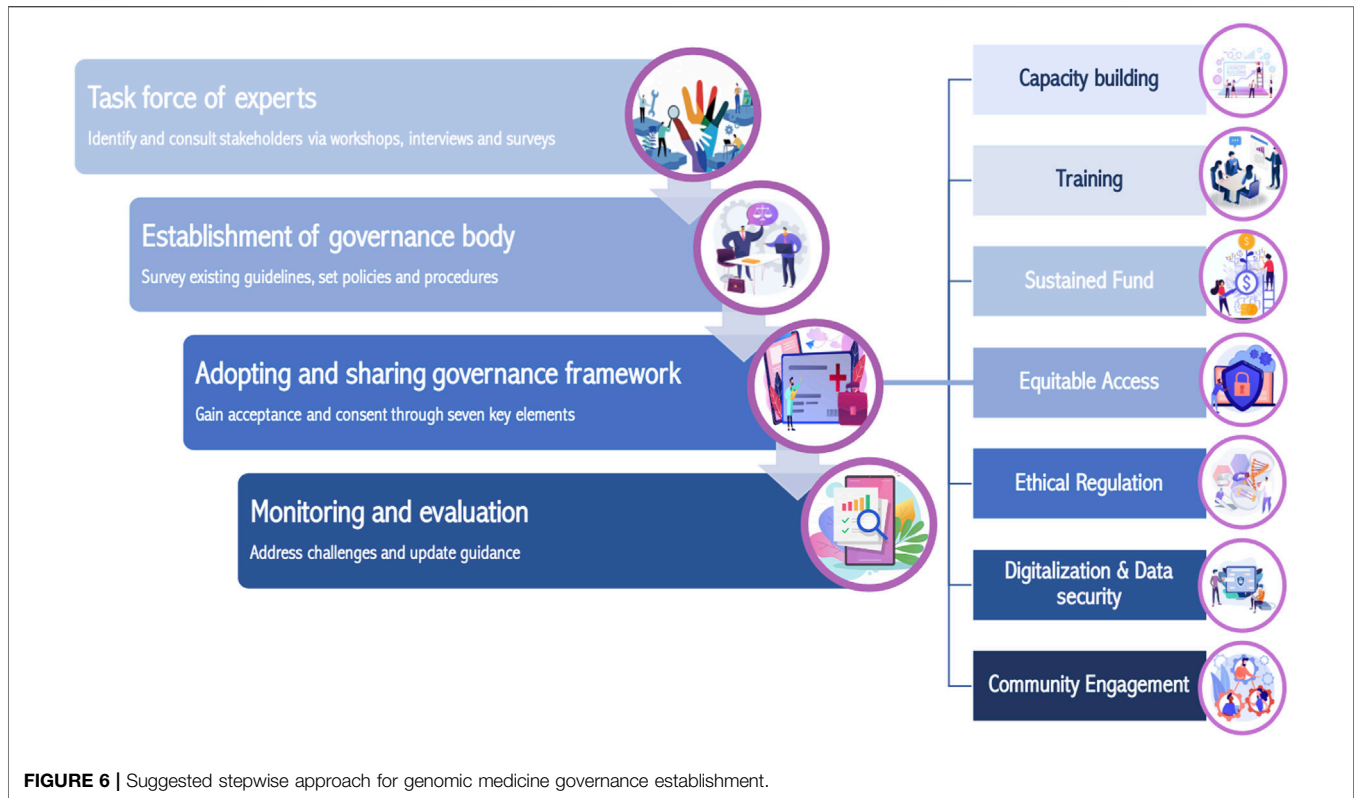 Task force of experts
Identify and consult stakeholders via workshops, interviews and surveys
Establishment of governance body
Survey existing guidelines, set policies and procedures
Adopting and sharing governance framework
Gain acceptance and consent through seven key elements
Monitoring and evaluation
Address challenges and update guidance
Capacity building
Training
Sustained Fund
Equitable Access
Ethical Regulation
Digitalization & Data
security
Community Engagement
FIGURE 6 | Suggested stepwise approach for genomic medicine governance establishment.